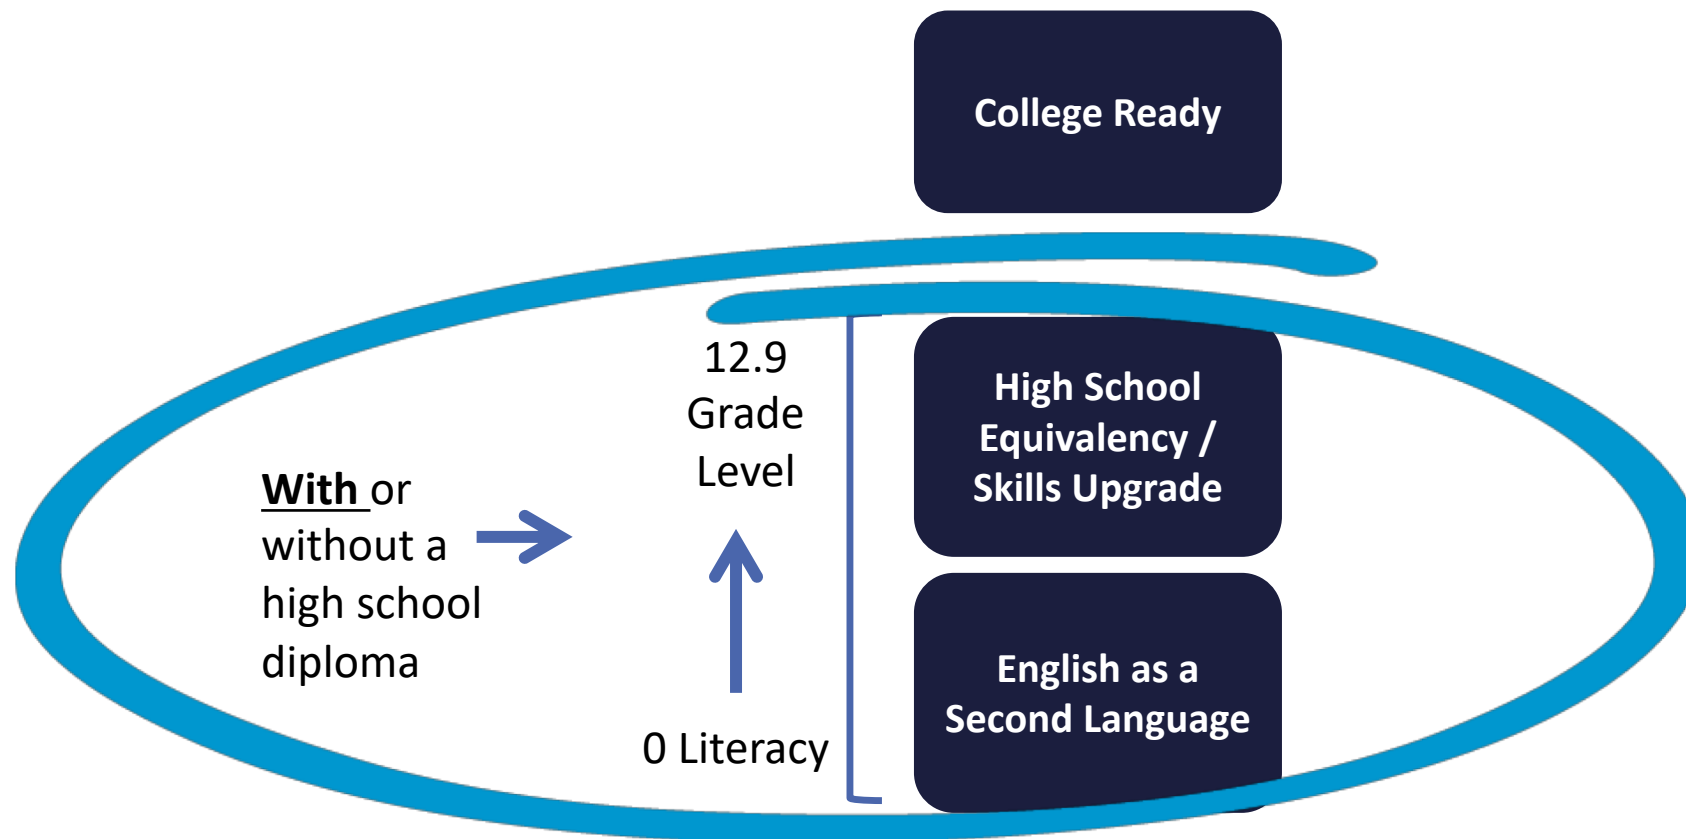 College Ready
12.9
Grade
Level
High School
Equivalency /
Skills Upgrade
With or
without a
high school
diploma
English as a
Second Language
0 Literacy